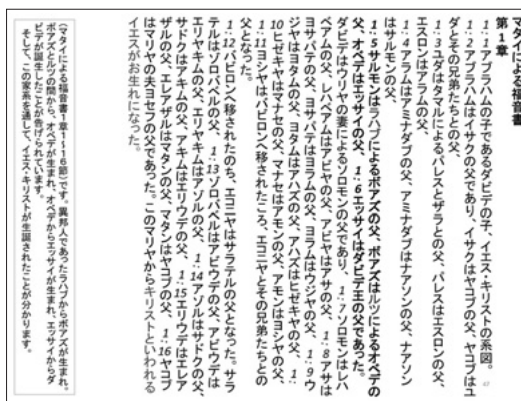 マタイによる福音書
第１章
1:1アブラハムの子であるダビデの子、イエス・キリストの系図。
1:2アブラハムはイサクの父であり、イサクはヤコブの父、ヤコブはユ
ダとその兄弟たちとの父、
1:3ユダはタマルによるパレスとザラとの父、パレスはエスロンの父、
エスロンはアラムの父、
1:4アラムはアミナダブの父、アミナダブはナアソンの父、ナアソン
はサルモンの父、
1:5サルモンはラハブによるボアズの父、ボアズはルツによるオベデの
父、オベデはエッサイの父、1:6エッサイはダビデ王の父であった。
ダビデはウリヤの妻によるソロモンの父であり、1:7ソロモンはレハ
ベアムの父、レハベアムはアビヤの父、アビヤはアサの父、1:8アサは
ヨサパテの父、ヨサパテはヨラムの父、ヨラムはウジヤの父、1:9ウ
ジヤはヨタムの父、ヨタムはアハズの父、アハズはヒゼキヤの父、1:
10ヒゼキヤはマナセの父、マナセはアモンの父、アモンはヨシヤの父、
1:11ヨシヤはバビロンへ移されたころ、エコニヤとその兄弟たちとの
父となった。
1:12バビロンへ移されたのち、エコニヤはサラテルの父となった。サラ
テルはゾロバベルの父、1:13ゾロバベルはアビウデの父、アビウデは
エリヤキムの父、エリヤキムはアゾルの父、1:14アゾルはサドクの父、
サドクはアキムの父、アキムはエリウデの父、1:15エリウデはエレア
ザルの父、エレアザルはマタンの父、マタンはヤコブの父、1:16ヤコブ
はマリヤの夫ヨセフの父であった。このマリヤからキリストといわれる
イエスがお生れになった。
（マタイによる福音書1章1～16節）です。異邦人であったラハブからボアズが生まれ、
ボアズとルツの間から、オベデが生まれ、オベデからエッサイが生まれ、エッサイからダ
ビデが誕生したことが告げられています。
そして、この家系を通して、イエス・キリストが生誕されたことが分かります。